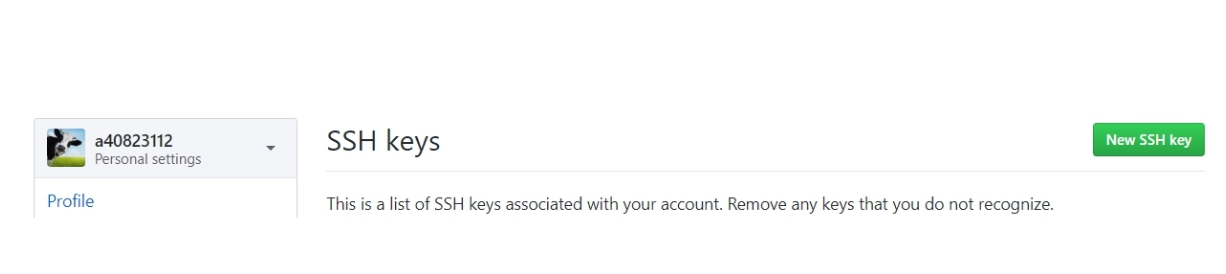 a40823112
Personal settings
Profile
SSH keys
New SSH key
This is a list of SSH keys associated with your account. Remove any keys that you do not recognize.